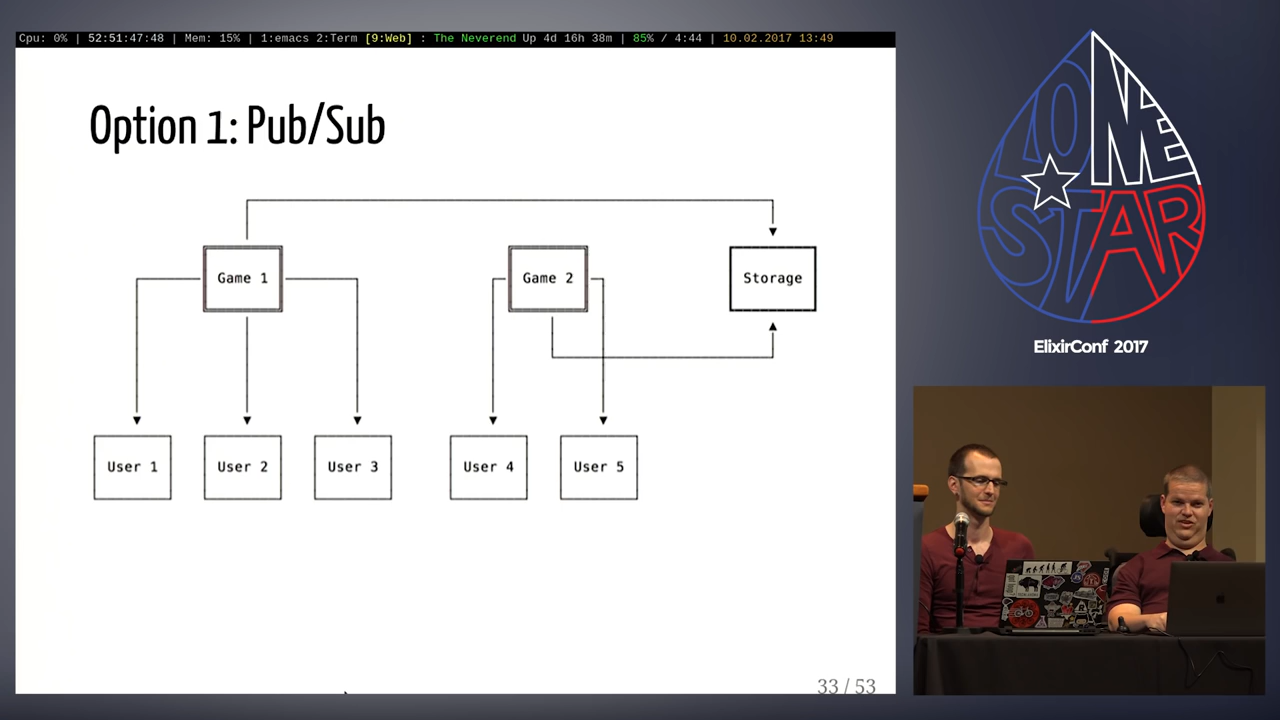 Cpu: 0% | 52:51:47:48 | Mem: 15% | 1:emacs 2:Term [9:Web] : The Neverend Up 4d 16h 38m | 85% / 4:44 | 10.02.2017 13:49
Option 1: Pub/Sub
Game 1
Game 2
Storage
User 1
User 2
User 3
User 4
User 5
33 / 53
LONE
STAR
ElixirConf 2017